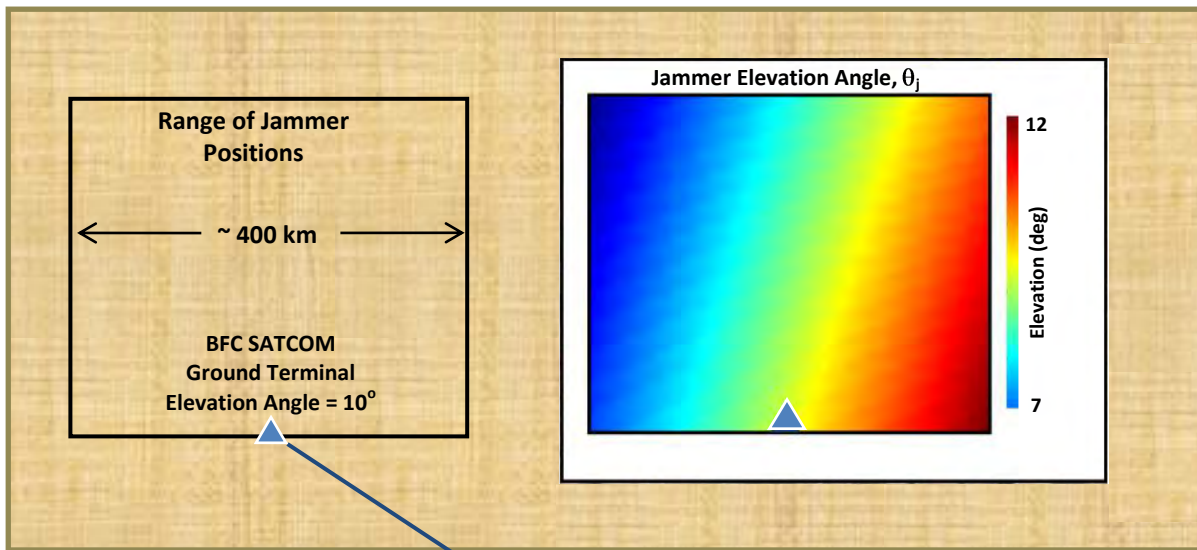 Range of Jammer
Positions
~ 400 km
BFC SATCOM
Ground Terminal
Elevation Angle = 10°
Jammer Elevation Angle, θj
12
Elevation (deg)
7